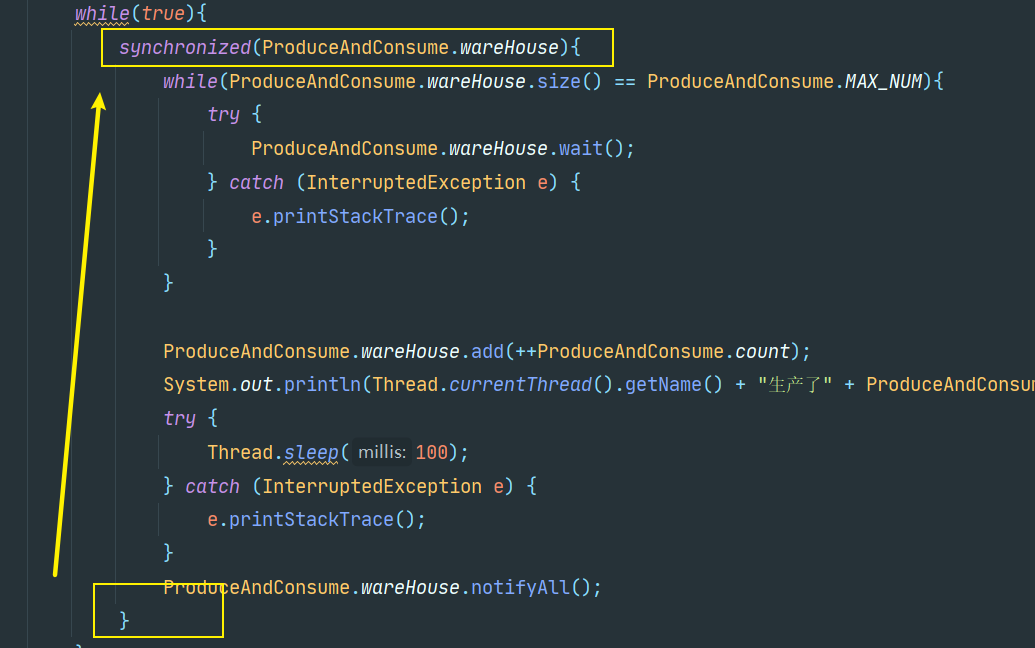 while(true){
synchronized(ProduceAndConsume.wareHouse){
while(ProduceAndConsume.wareHouse.size() == ProduceAndConsume.MAX_NUM){
try {
ProduceAndConsume.wareHouse.wait();
} catch (InterruptedException e) {
e.printStackTrace();
}
}
ProduceAndConsume.wareHouse.add(++ProduceAndConsume.count);
System.out.println(Thread.currentThread().getName() + "生产了" + ProduceAndConsu
try {
Thread.sleep( millis: 100);
} catch (InterruptedException e) {
e.printStackTrace();
}
ProduceAndConsume.wareHouse.notifyAll();
}